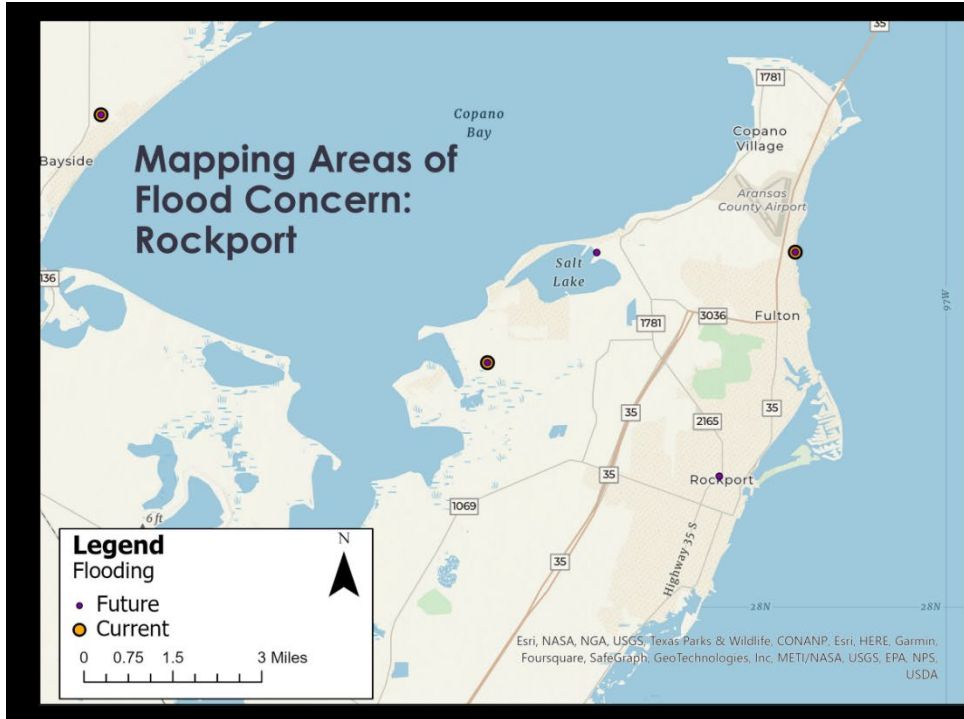 35
1781
Copano
Bay
Copano
Village
Bayside
Mapping Areas of
Flood Concern:
Rockport
Aransas
County Airport
Salt
Lake
136
97W
1781
3036
Fulton
35
35
2165
35
Rockport
1069
6 ft
Highway 35 S
35
28N
28N
Legend
Flooding
Future
Current
0 0.75 1.5 3 Miles
N
Esri, NASA, NGA, USGS, Texas Parks & Wildlife, CONANP, Esri, HERE, Garmin,
Foursquare, SafeGraph, GeoTechnologies, Inc, METI/NASA, USGS, EPA, NPS,
USDA